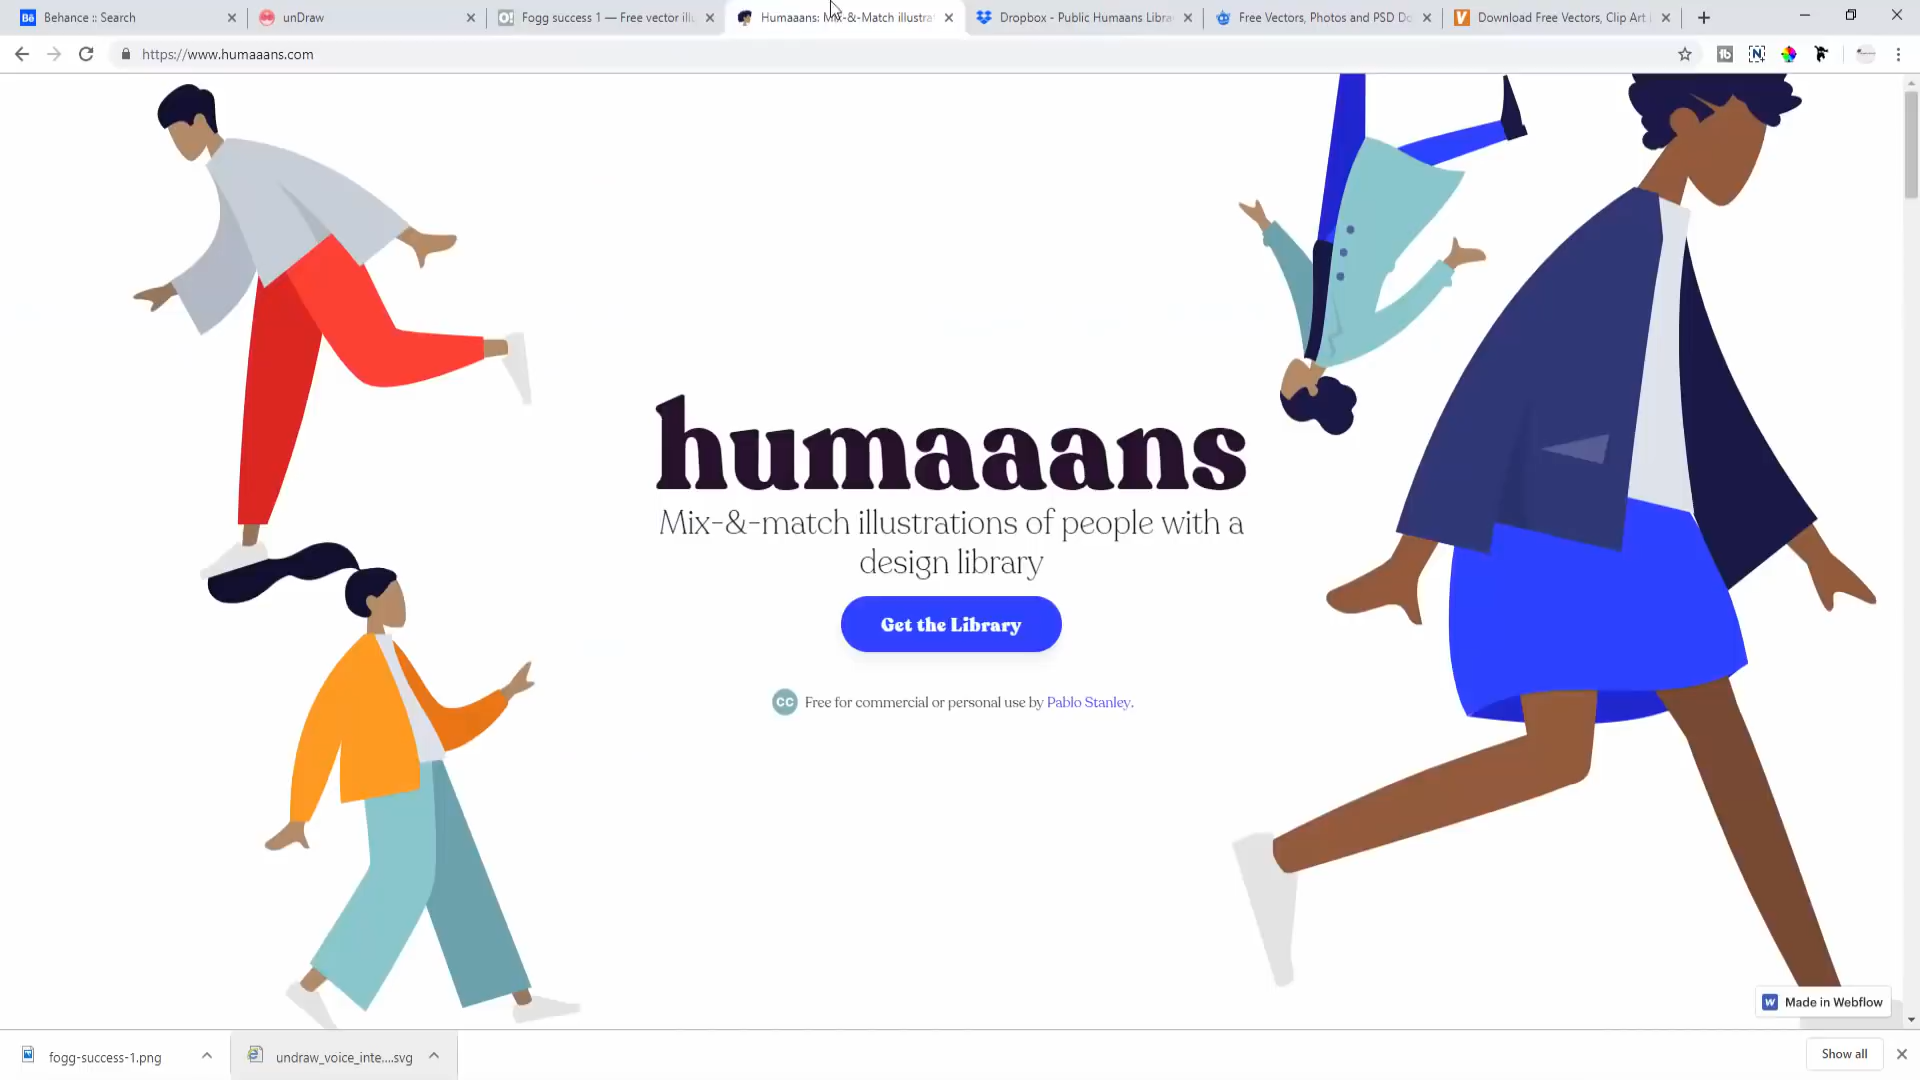 Behance :: Search
unDraw
Fogg success 1 — Free vector illu
Humaaans: Mix-&-Match illustra
Dropbox - Public Humaans Libra
Free Vectors, Photos and PSD Do
Download Free Vectors, Clip Art
https://www.humaaans.com
humaaans
Mix-&-match illustrations of people with a
design library
Get the Library
CC Free for commercial or personal use by Pablo Stanley.
Made in Webflow
fogg-success-1.png
undraw_voice_inte....svg
Show all